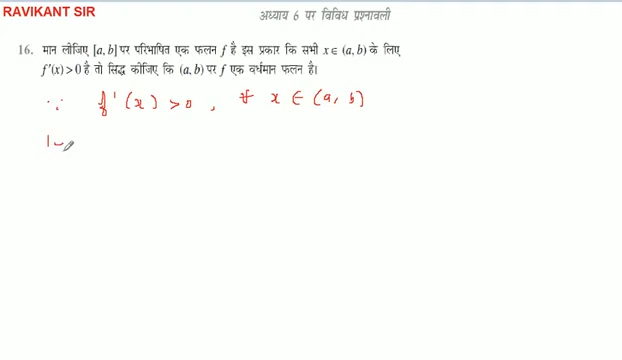 RAVIKANT SIR
अध्याय 6 पर विविध प्रश्नावली
16. मान लीजिए [a, b] पर परिभाषित एक फलन f है इस प्रकार कि सभी x ∈ (a, b) के लिए
f′(x) > 0 है तो सिद्ध कीजिए कि (a, b) पर f एक वर्धमान फलन है।
∵ f'(x) > 0, ∀ x ∈ (a, b)